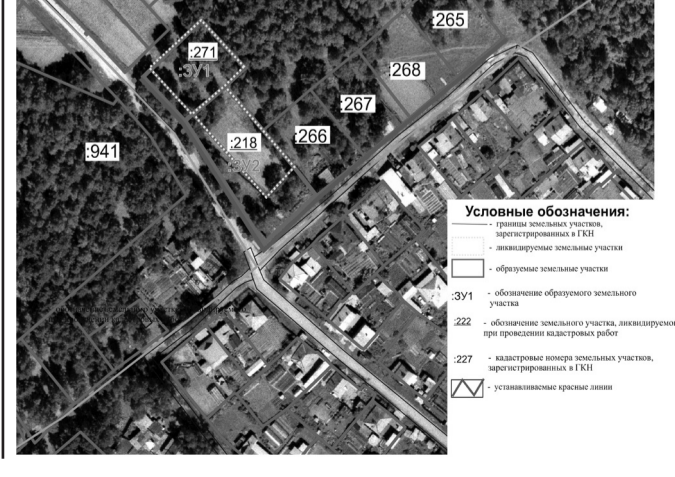 :265
:271
:ЗУ1
:268
:267
:266
:218
:ЗУ2
:941
Условные обозначения:
- границы земельных участков,
зарегистрированных в ГКН
- ликвидируемые земельные участки
- образуемые земельные участки
:ЗУ1 - обозначение образуемого земельного
участка
:222 - обозначение земельного участка, ликвидируемог
при проведении кадастровых работ
:227 - кадастровые номера земельных участков,
зарегистрированных в ГКН
- устанавливаемые красные линии